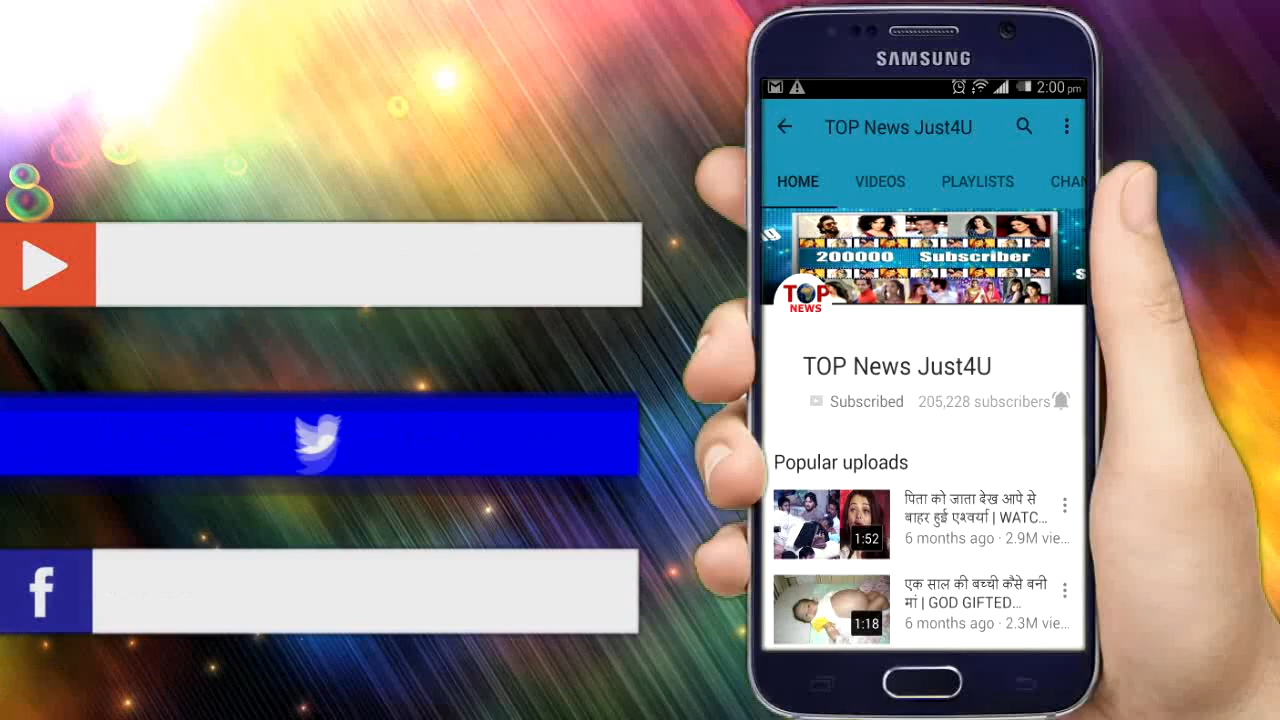 SAMSUNG
2:00 pm
TOP News Just4U
HOME VIDEOS PLAYLISTS CHAN
200000 Subscriber
TOP
NEWS
TOP News Just4U
Subscribed 205,228 subscribers
Popular uploads
पिता को जाता देख आपे से
बाहर हुई एश्वर्या | WATC...
6 months ago · 2.9M vie...
1:52
एक साल की बच्ची कैसे बनी
मां | GOD GIFTED...
6 months ago · 2.3M vie...
1:18